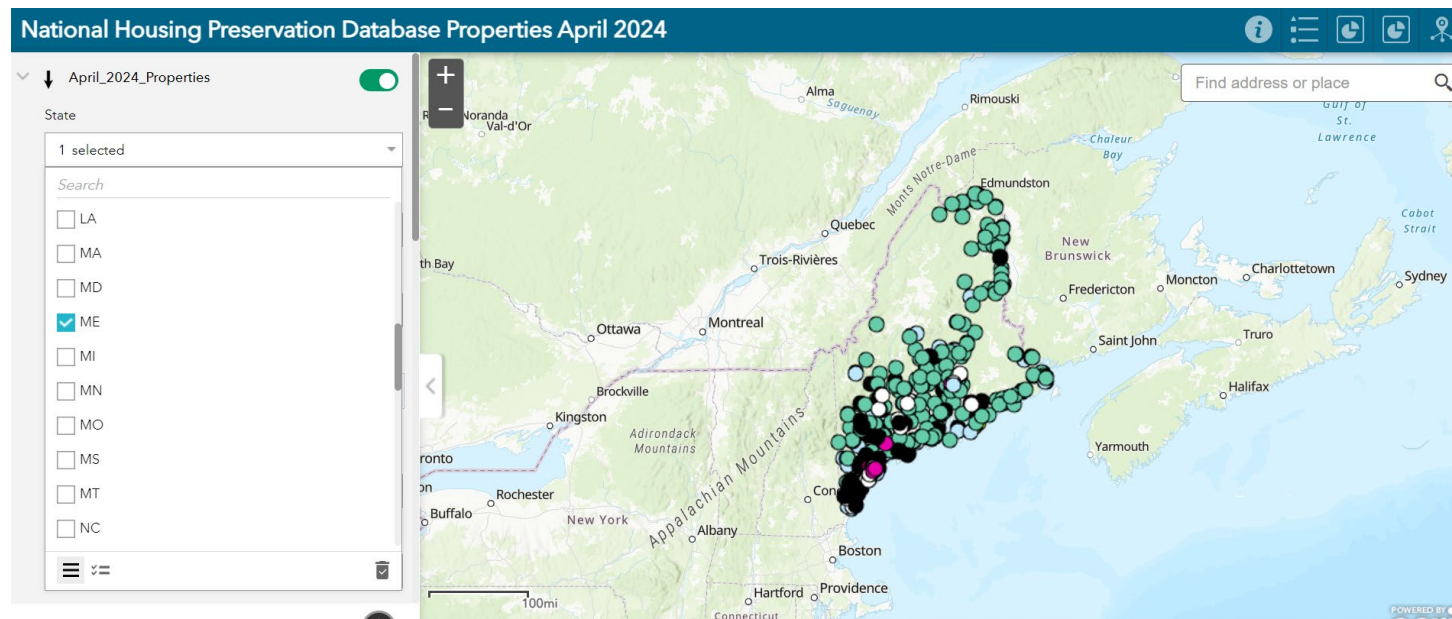 National Housing Preservation Database Properties April 2024
April_2024_Properties
State
1 selected
Search
LA
MA
MD
ME
MI
MN
MO
MS
MT
NC
Find address or place
Alma
Saguenay
Rimouski
Gulf of
St.
Lawrence
Noranda
Val-d'Or
Chaleur
Bay
Monts Notre-Dame
Edmundston
Quebec
Cabot
Strait
New
Brunswick
th Bay
Trois-Rivières
Charlottetown
Moncton
Sydney
Fredericton
Ottawa
Montreal
Saint John
Truro
Brockville
Halifax
Kingston
Adirondack
Mountains
Appalachian Mountains
Yarmouth
ronto
on
Rochester
Con
Buffalo
New York
Albany
Boston
Hartford
Providence
100mi
Connecticut
POWERED BY